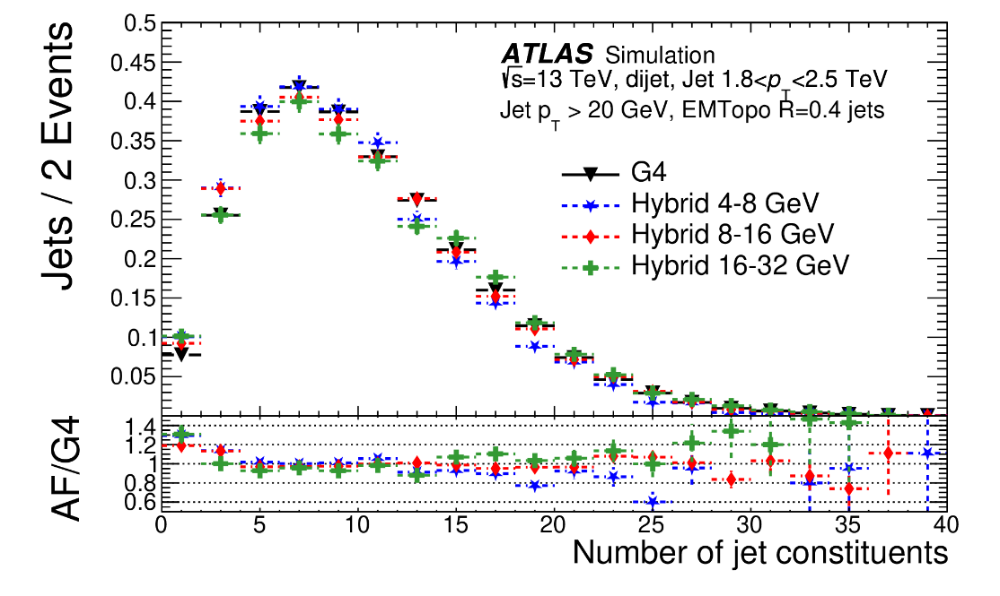 Jets / 2 Events
0.5
0.45
0.4
0.35
0.3
0.25
0.2
0.15
0.1
0.05
ATLAS Simulation
√s=13 TeV, dijet, Jet 1.8<p_T<2.5 TeV
Jet p_T > 20 GeV, EMTopo R=0.4 jets
G4
Hybrid 4-8 GeV
Hybrid 8-16 GeV
Hybrid 16-32 GeV
AF/G4
1.4
1.2
1
0.8
0.6
0 5 10 15 20 25 30 35 40
Number of jet constituents